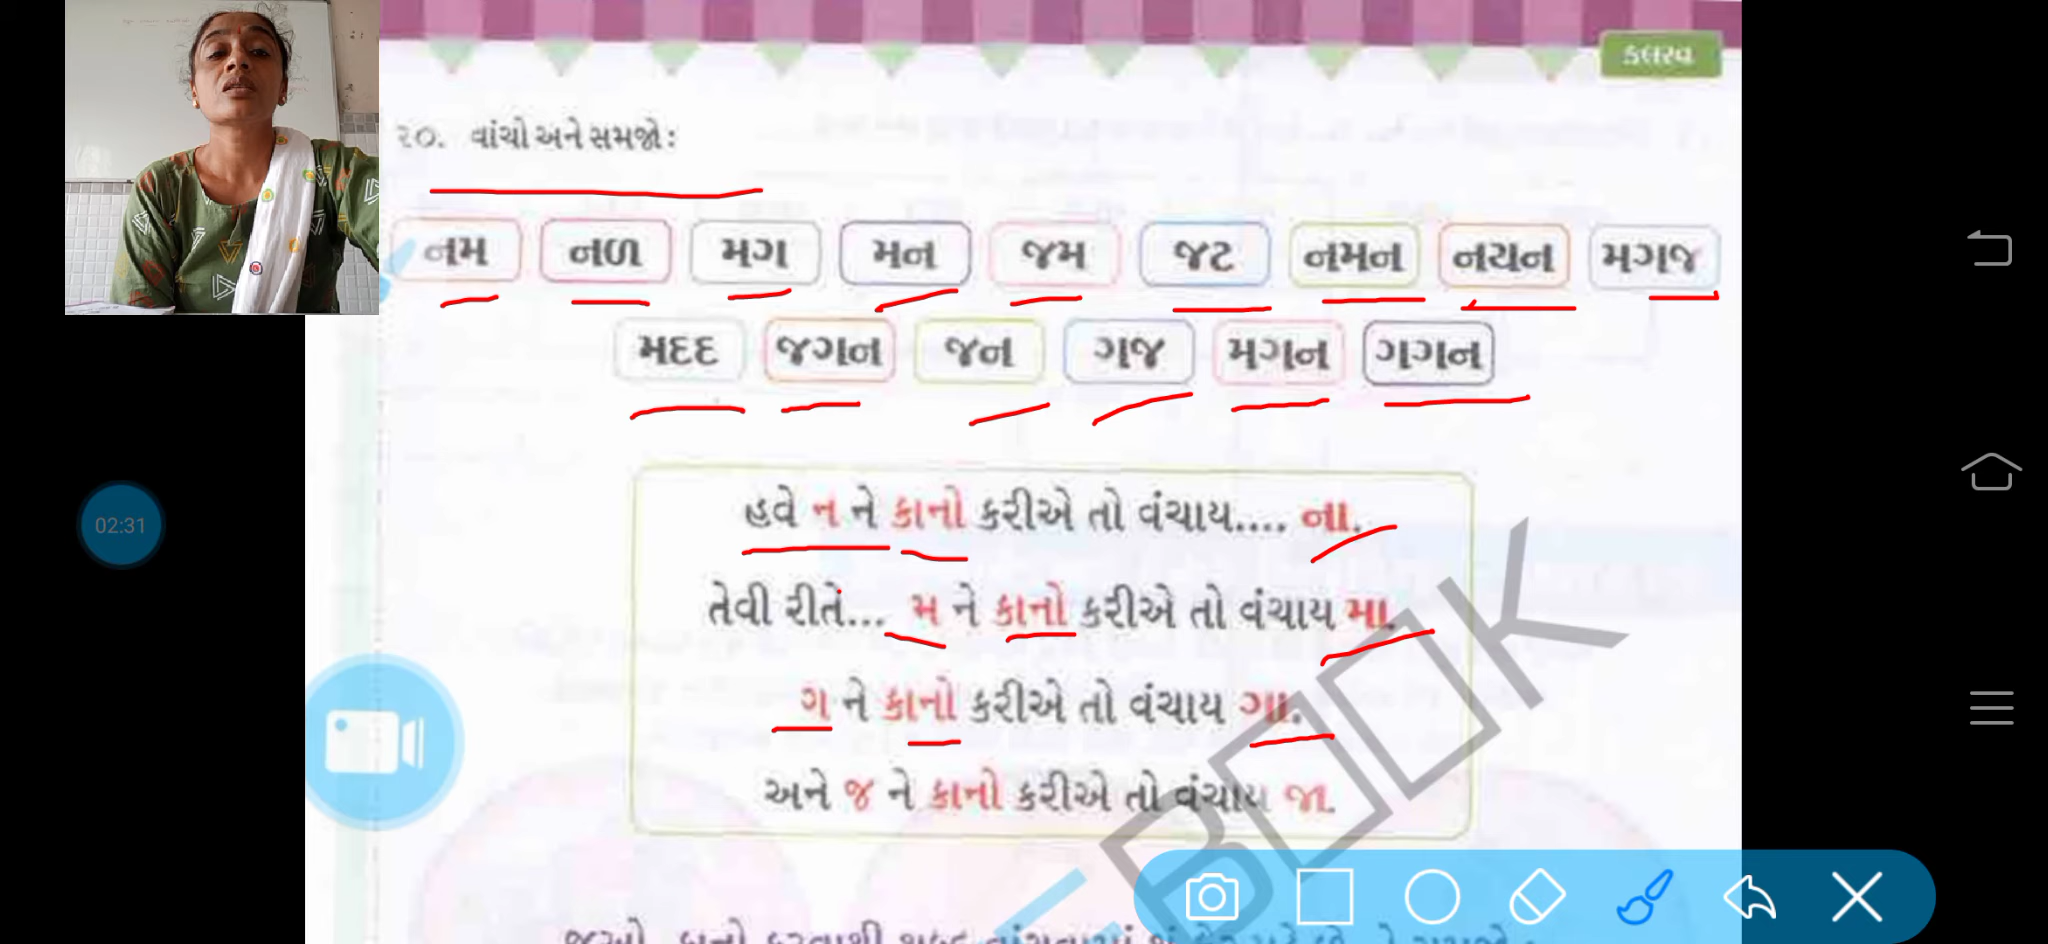 કલરવ
૨૦. વાંચો અને સમજો :
નમ નળ મગ મન જમ જટ નમન નયન મગજ
મદદ જગન જન ગજ મગન ગગન
હવે ન ને કાનો કરીએ તો વંચાય.... ના.
તેવી રીતે... મ ને કાનો કરીએ તો વંચાય મા.
ગ ને કાનો કરીએ તો વંચાય ગા.
અને જ ને કાનો કરીએ તો વંચાય જા.
02:31